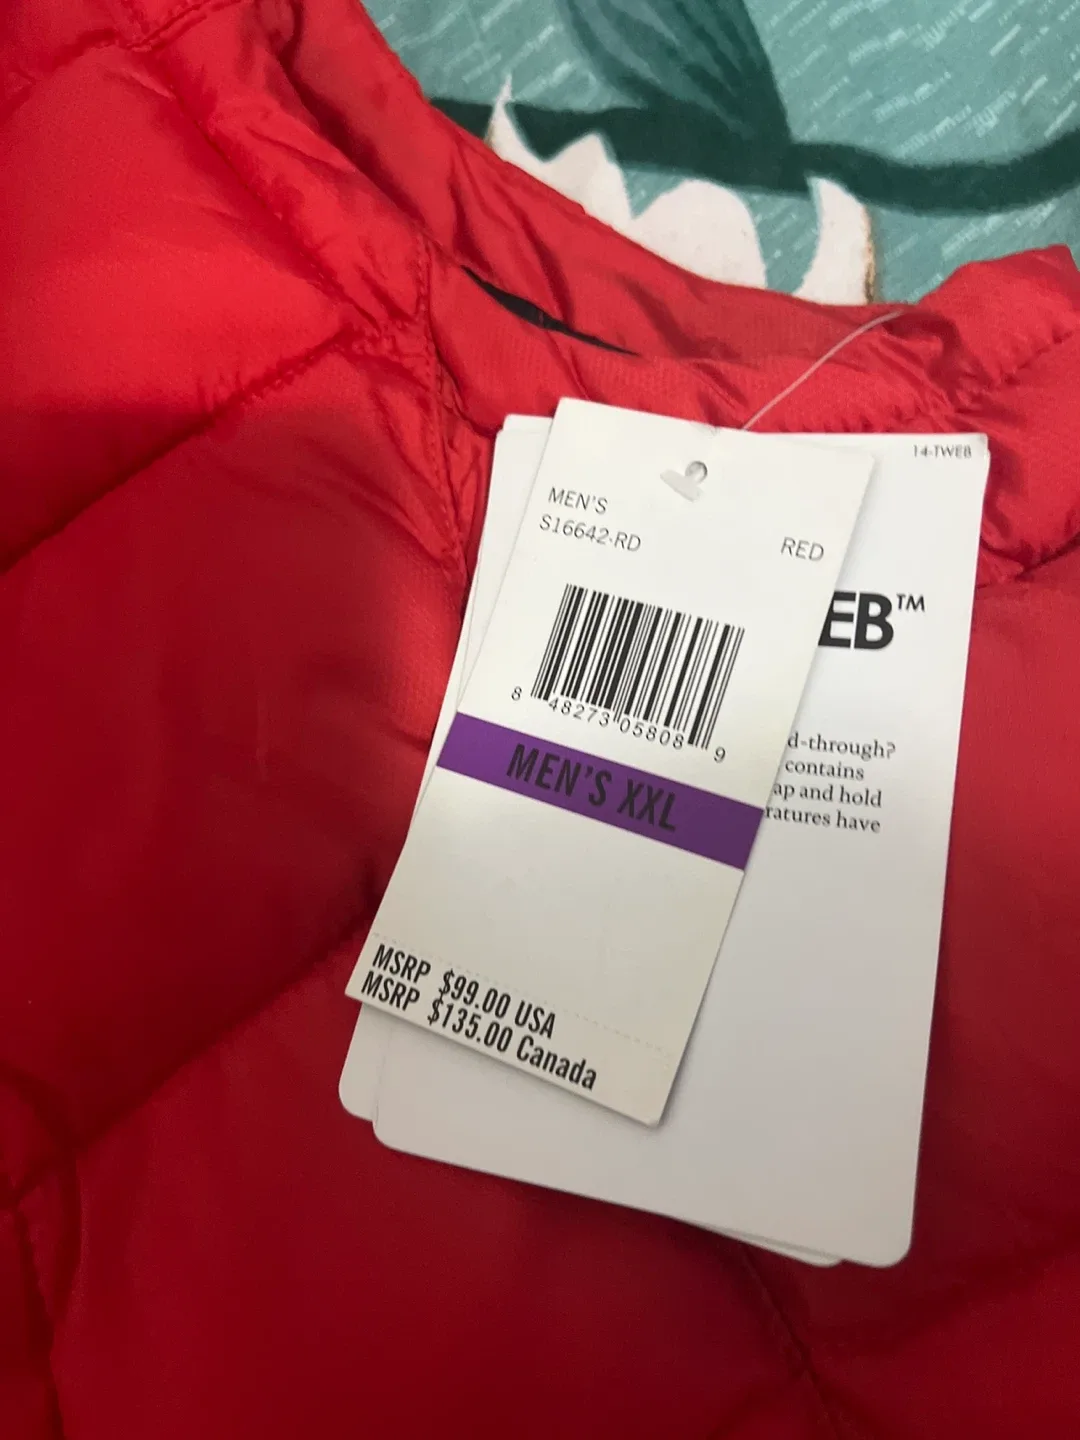 14-TWEB
MEN'S
S16642-RD
RED
EB™
8 48273 05808 9
MEN'S XXL
d-through?
contains
ap and hold
ratures have
MSRP $99.00 USA
MSRP $135.00 Canada